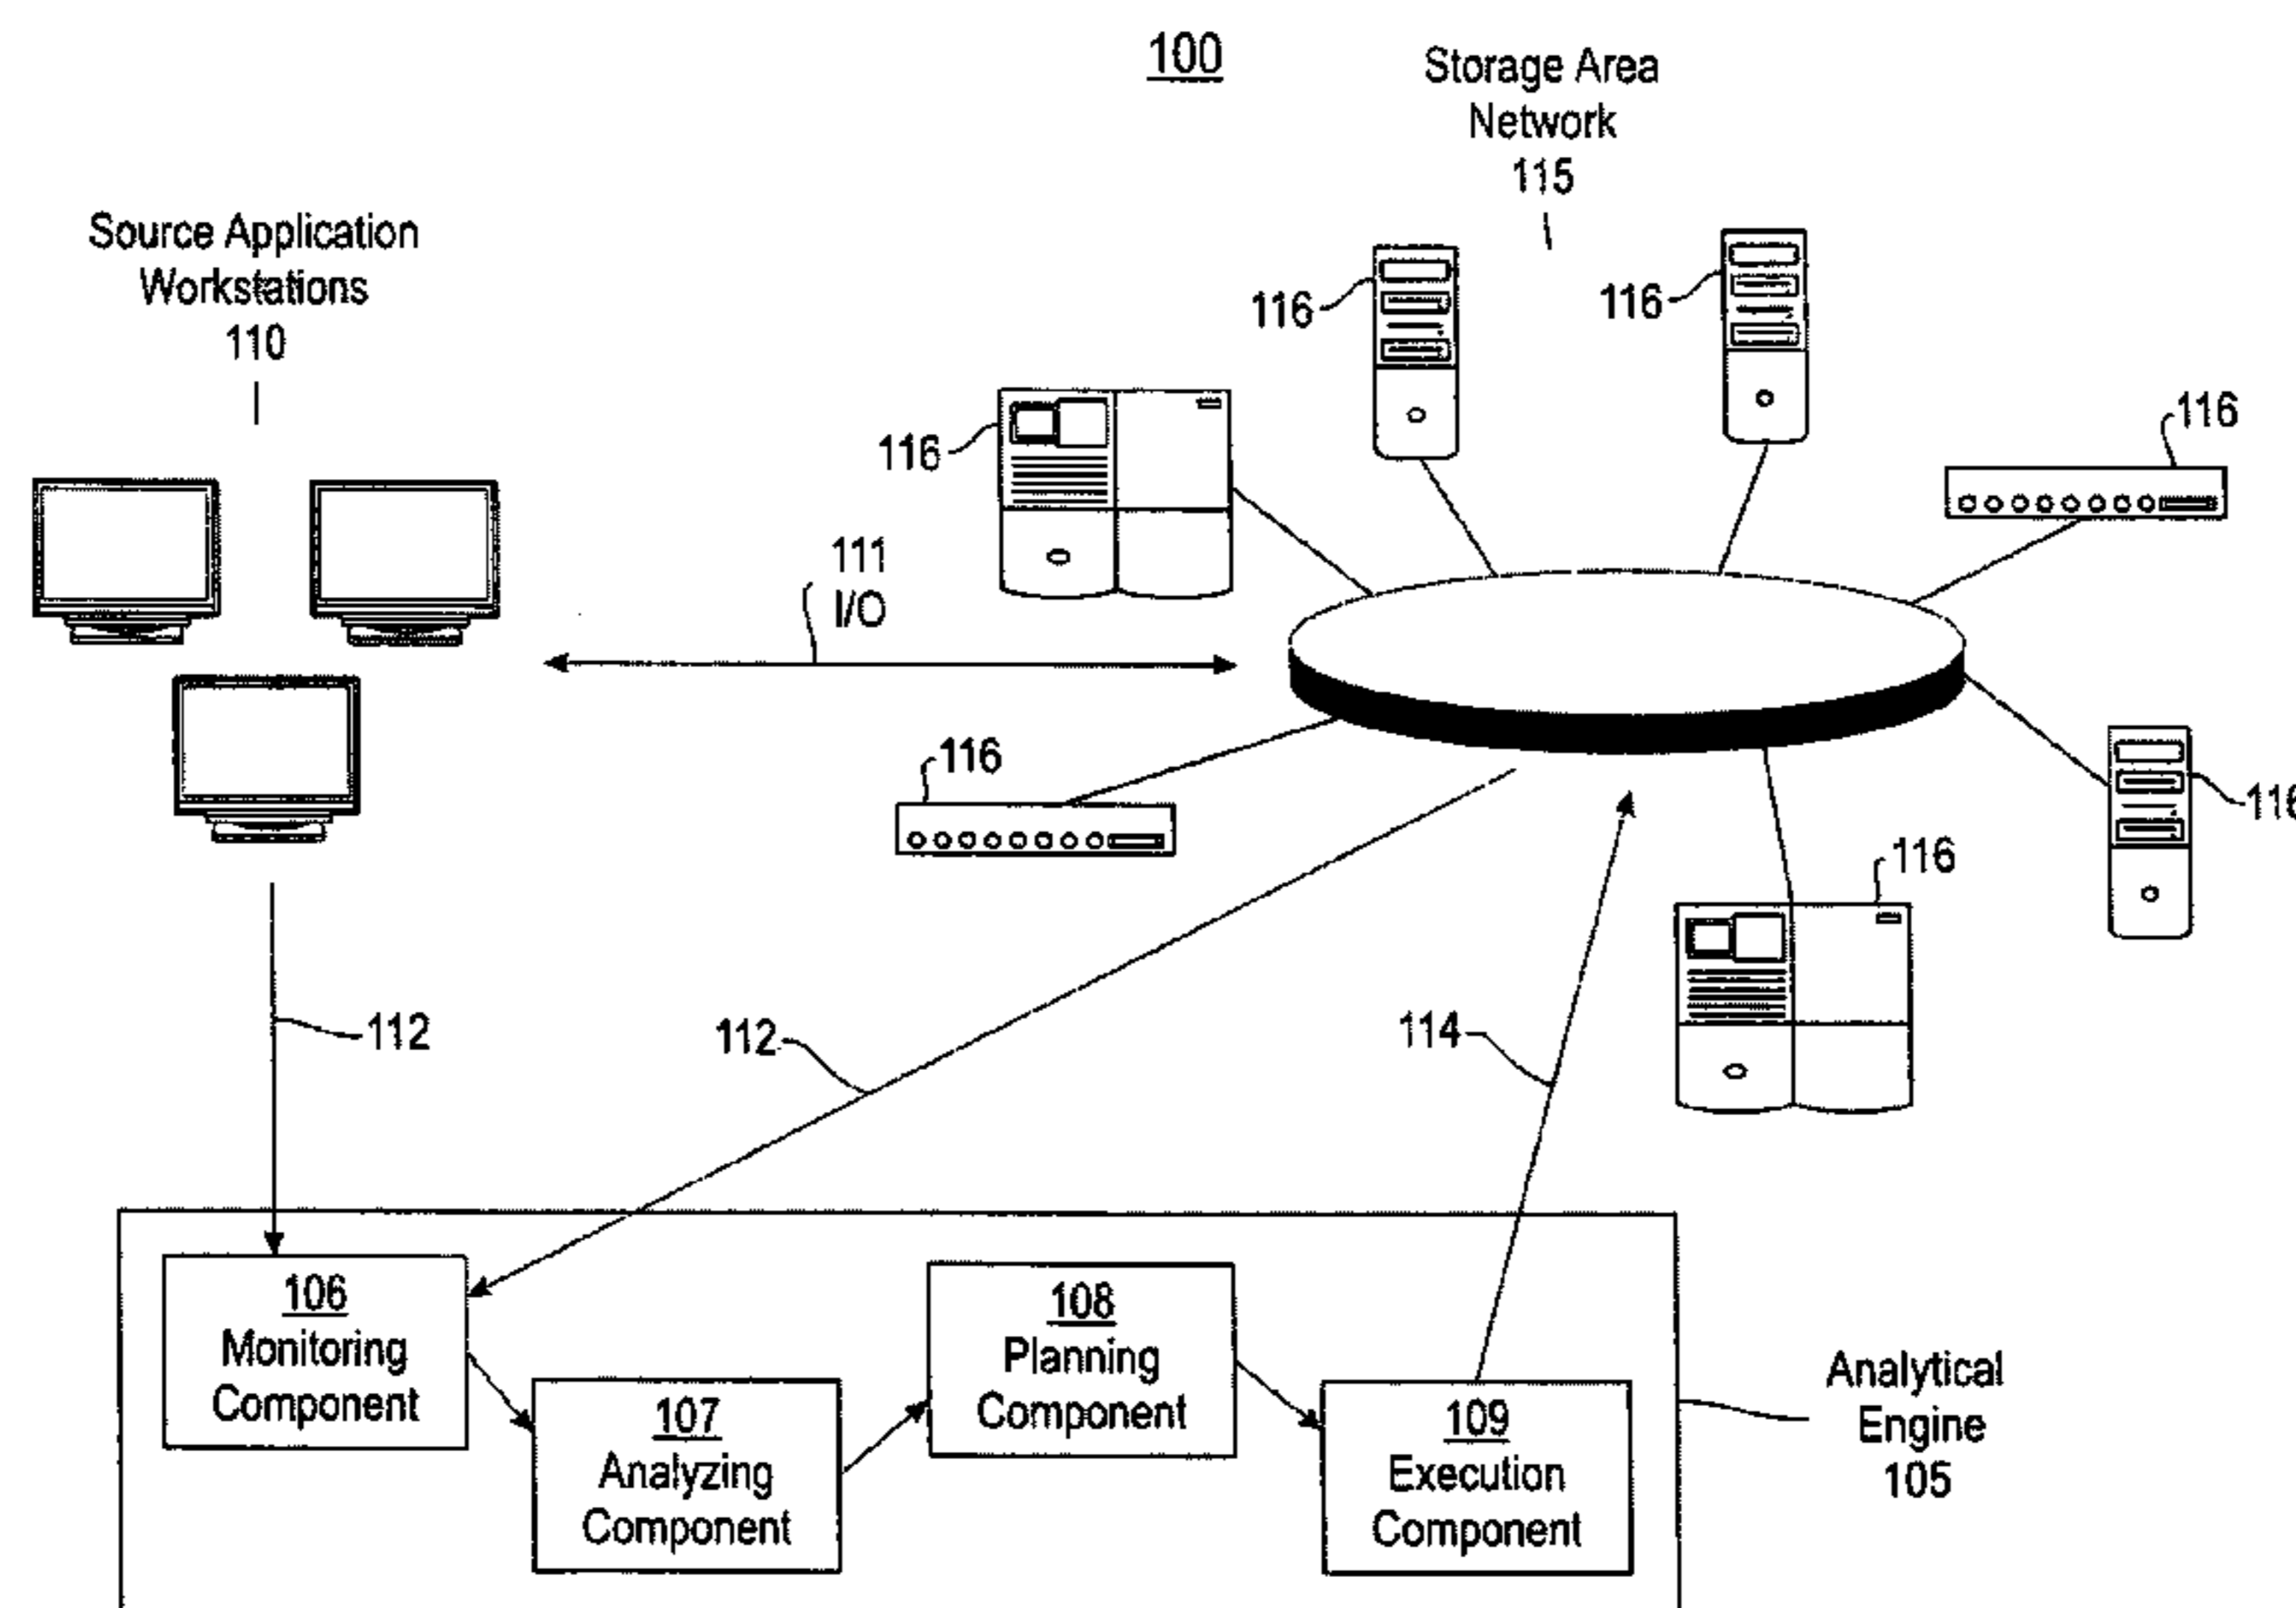 100
Storage Area
Network
115
Source Application
Workstations
110
116
116
116
116
111
I/O
116
116
116
112
112
114
106
Monitoring
Component
107
Analyzing
Component
108
Planning
Component
109
Execution
Component
Analytical
Engine
105